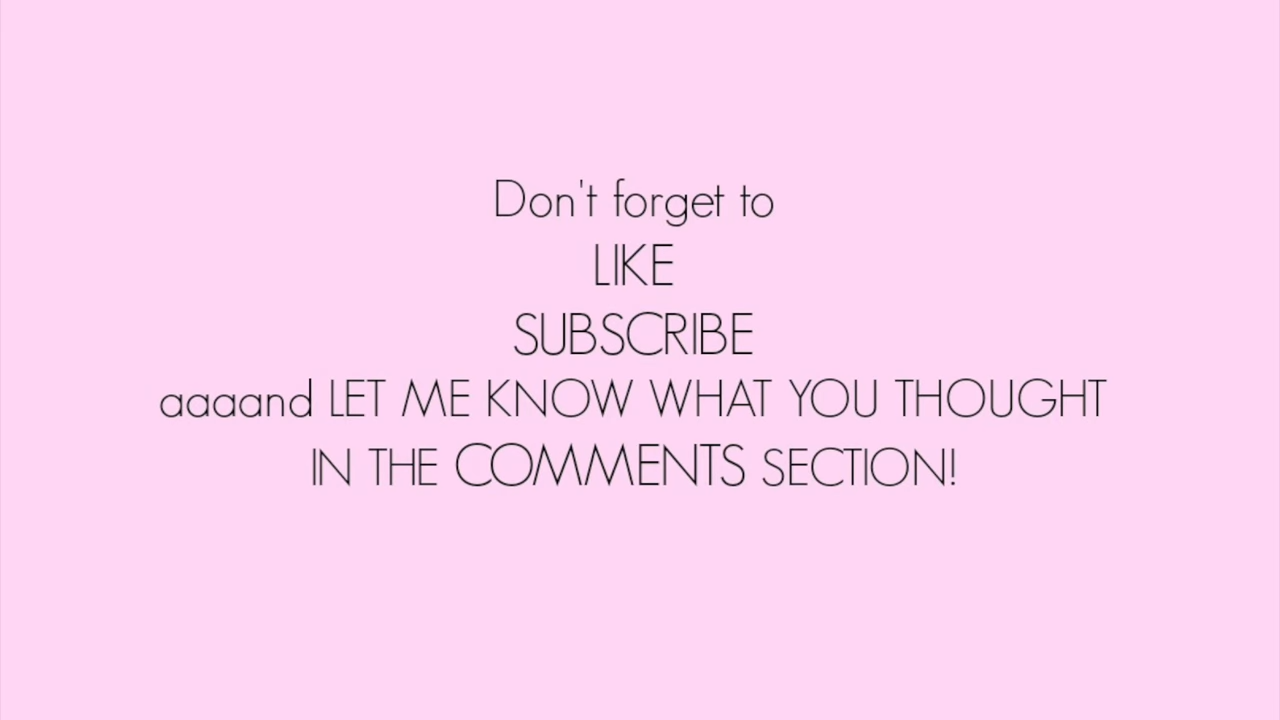 Don't forget to
LIKE
SUBSCRIBE
aaaand LET ME KNOW WHAT YOU THOUGHT
IN THE COMMENTS SECTION!